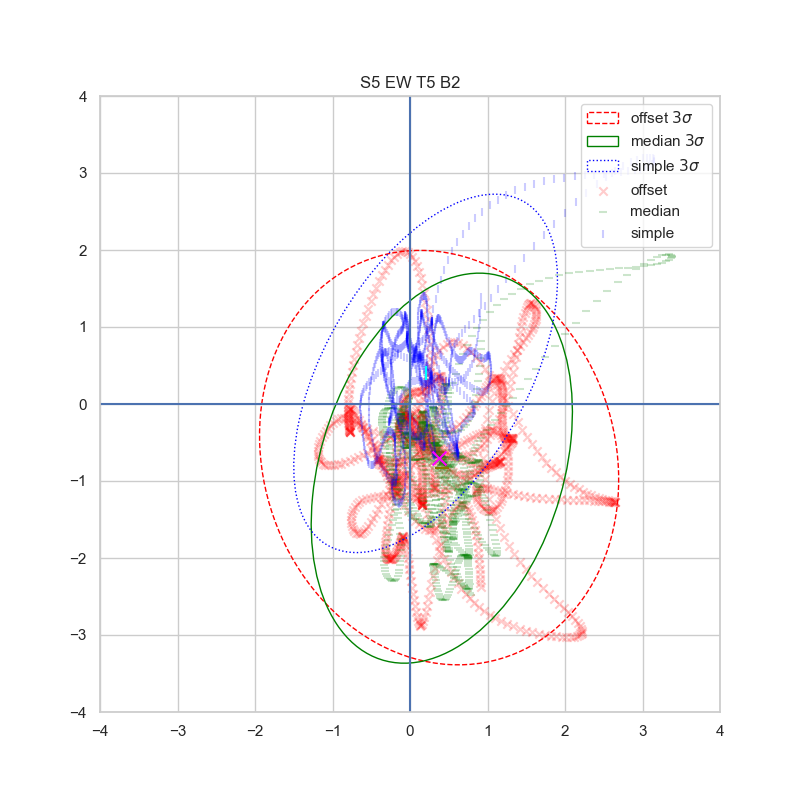 S5 EW T5 B2
4
3
2
1
0
−1
−2
−3
−4
−4
−3
−2
−1
0
1
2
3
4
offset 3σ
median 3σ
simple 3σ
offset
median
simple